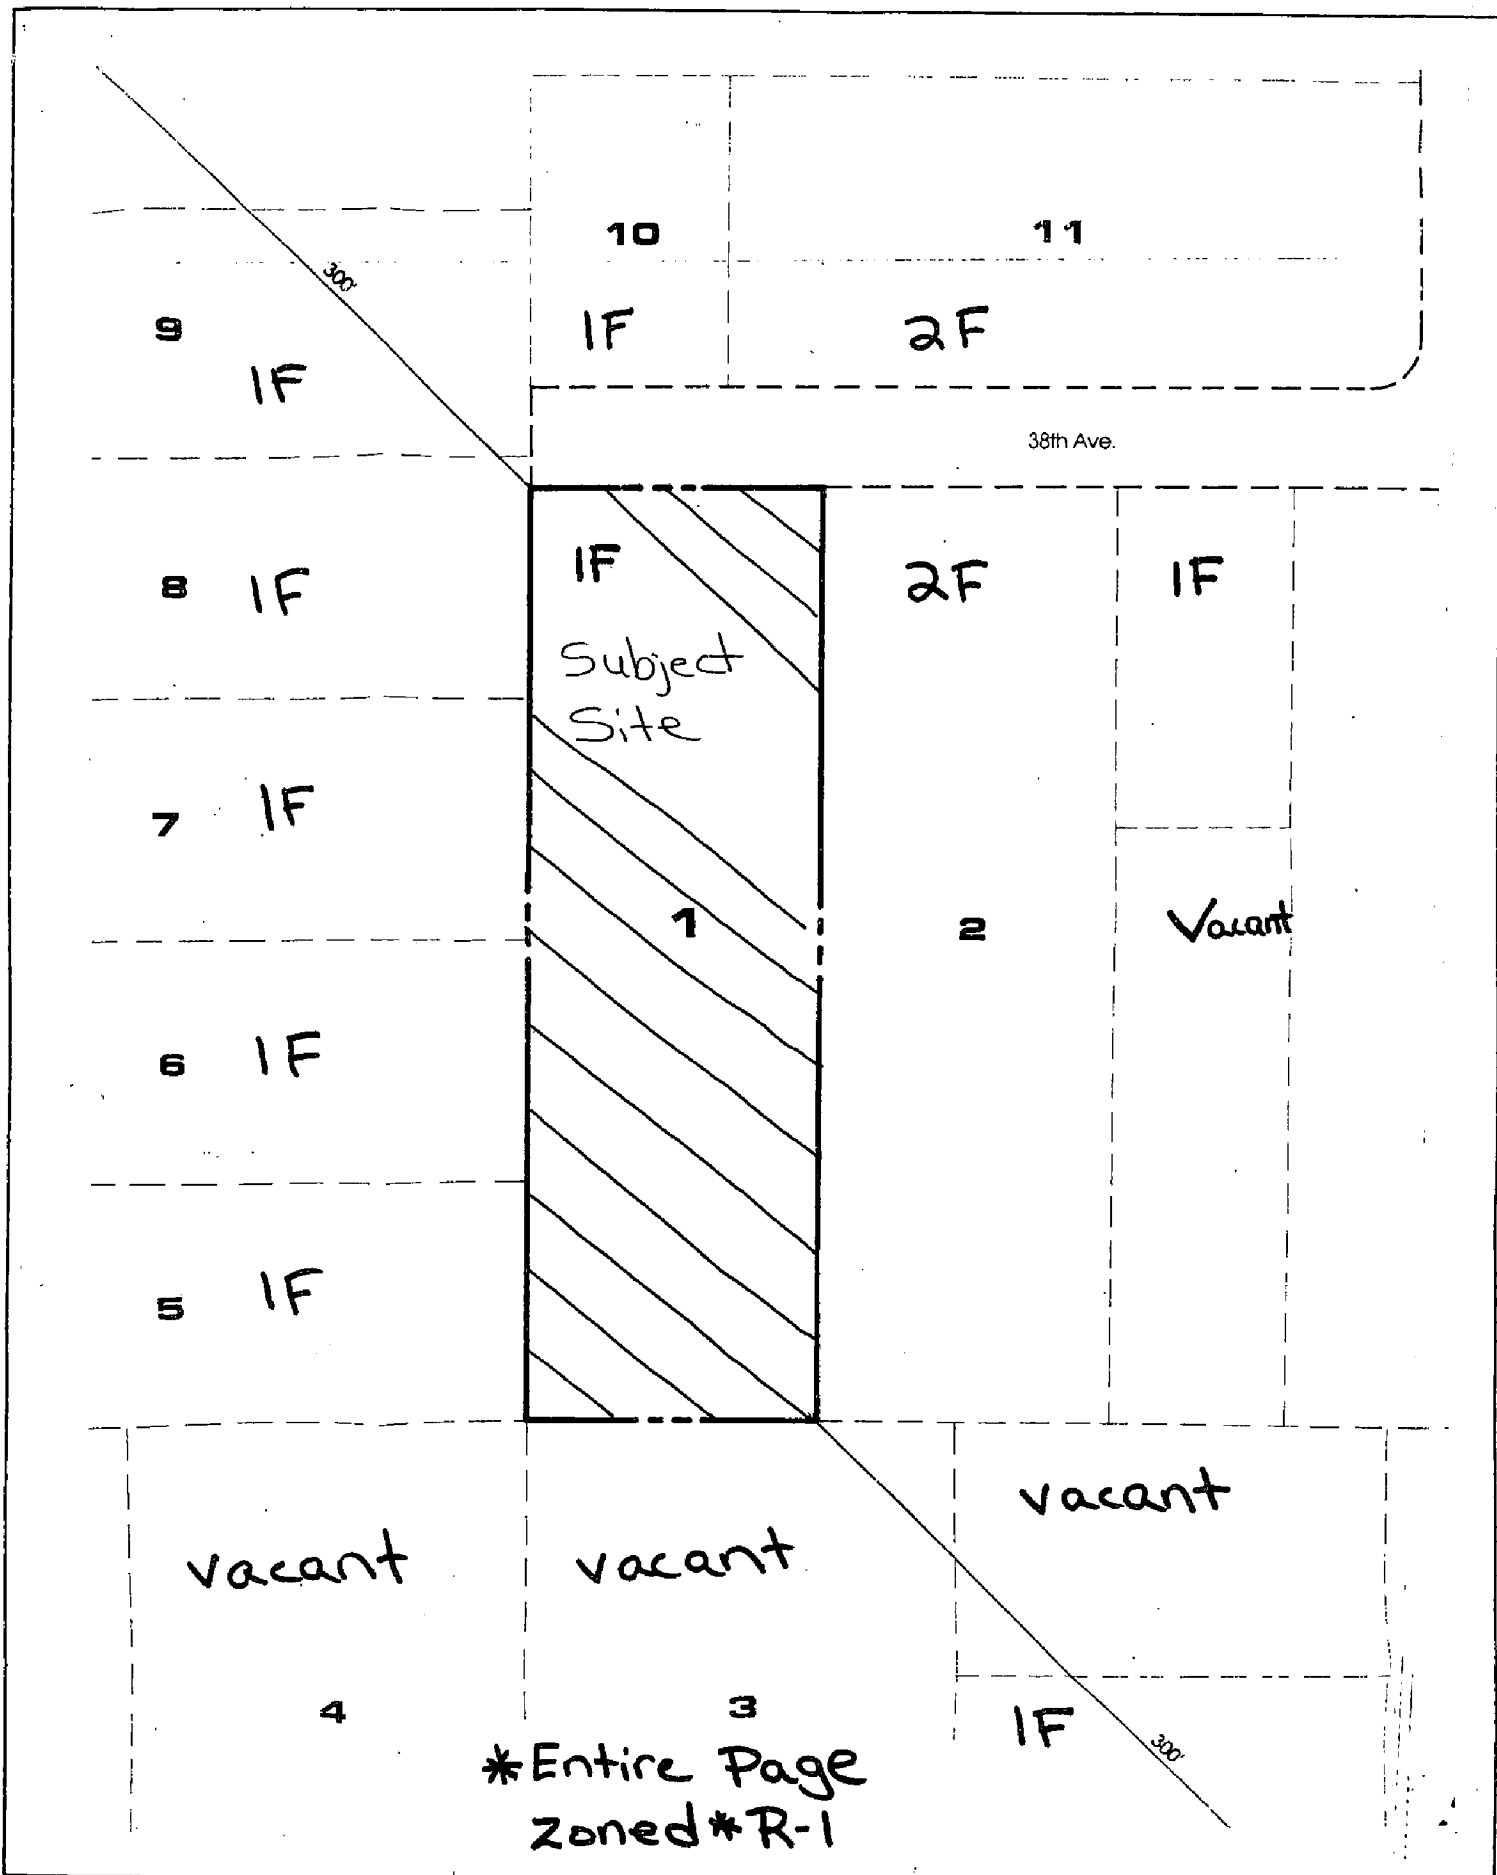 10
11
300'
9
1F
2F
1F
38th Ave.
1F
2F
1F
8
1F
Subject
Site
7
1F
1
2
Vacant
6
1F
5
1F
vacant
vacant
vacant
4
3
1F
300'
*Entire Page
zoned*R-1